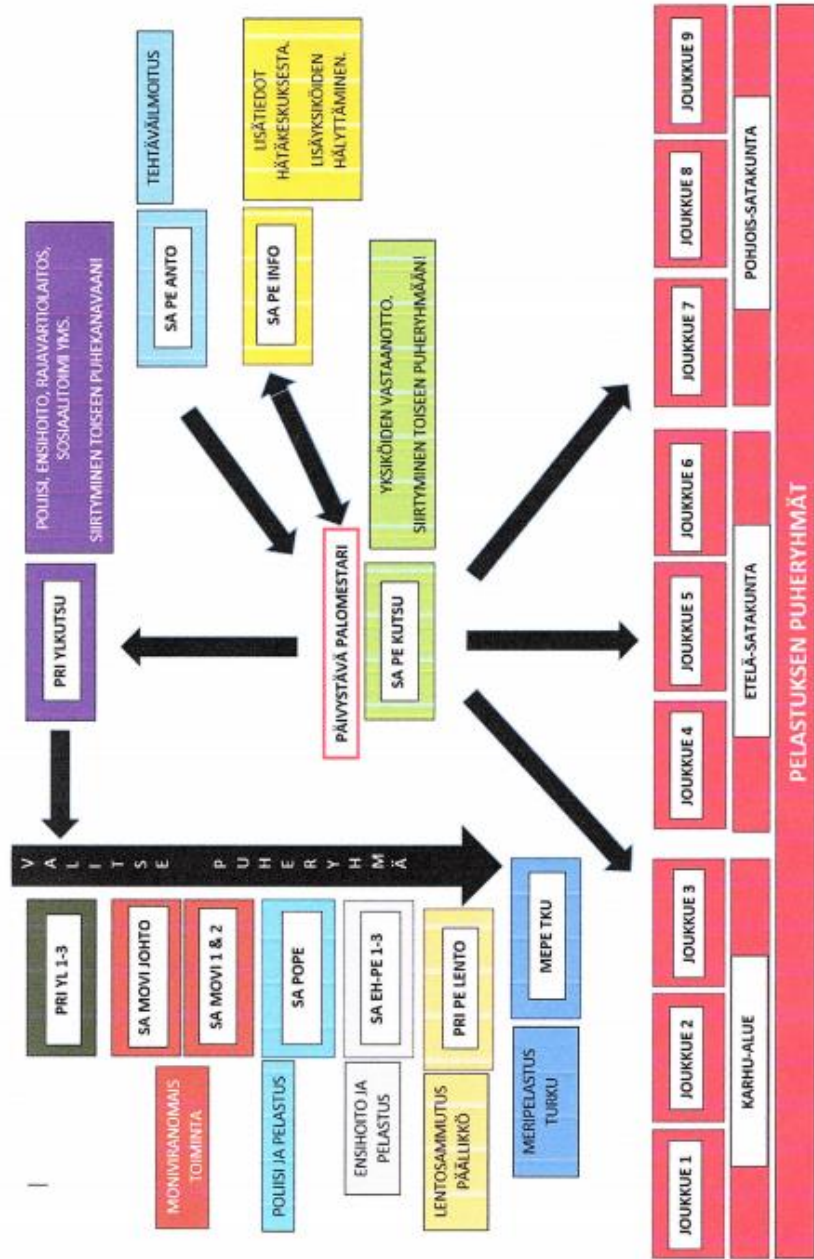 PRI YL 1-3
MONIVIRANOMAIS
TOIMINTA
SA MOVI JOHTO
SA MOVI 1 & 2
POLIISI JA PELASTUS
SA POPE
ENSIHOITO JA
PELASTUS
SA EH-PE 1-3
LENTOSAMMUTUS
PÄÄLLIKKÖ
PRI PE LENTO
MERIPELASTUS
TURKU
MEPE TKU
VALITSE PUHERYHMÄ
PRI YLKUTSU
POLIISI, ENSIHOITO, RAJAVARTIOLAITOS,
SOSIAALITOIMI YMS.
SIIRTYMINEN TOISEEN PUHEKANAVAAN!
SA PE ANTO
TEHTÄVÄILMOITUS
SA PE INFO
LISÄTIEDOT
HÄTÄKESKUKSESTA.
LISÄYKSIKÖIDEN
HÄLYTTÄMINEN.
PÄIVYSTÄVÄ PALOMESTARI
SA PE KUTSU
YKSIKÖIDEN VASTAANOTTO.
SIIRTYMINEN TOISEEN PUHERYHMÄÄN!
JOUKKUE 1
JOUKKUE 2
JOUKKUE 3
KARHU-ALUE
JOUKKUE 4
JOUKKUE 5
JOUKKUE 6
ETELÄ-SATAKUNTA
JOUKKUE 7
JOUKKUE 8
JOUKKUE 9
POHJOIS-SATAKUNTA
PELASTUKSEN PUHERYHMÄT